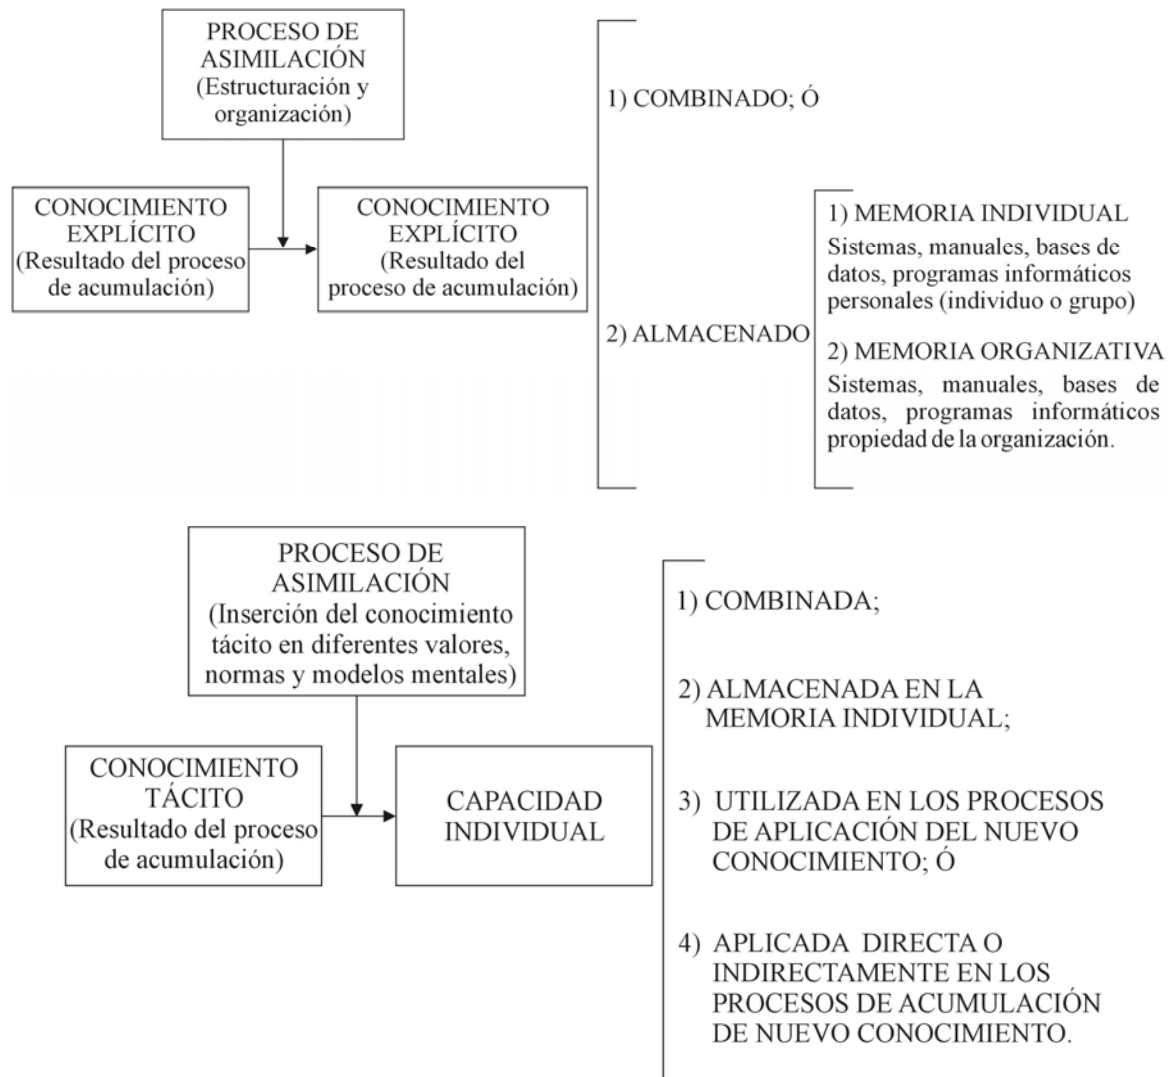 PROCESO DE
ASIMILACIÓN
(Estructuración y
organización)
CONOCIMIENTO
EXPLÍCITO
(Resultado del proceso
de acumulación)
CONOCIMIENTO
EXPLÍCITO
(Resultado del
proceso de acumulación)
1) COMBINADO; Ó
2) ALMACENADO
1) MEMORIA INDIVIDUAL
Sistemas, manuales, bases de
datos, programas informáticos
personales (individuo o grupo)
2) MEMORIA ORGANIZATIVA
Sistemas, manuales, bases de
datos, programas informáticos
propiedad de la organización.
PROCESO DE
ASIMILACIÓN
(Inserción del conocimiento
tácito en diferentes valores,
normas y modelos mentales)
CONOCIMIENTO
TÁCITO
(Resultado del proceso
de acumulación)
CAPACIDAD
INDIVIDUAL
1) COMBINADA;
2) ALMACENADA EN LA
MEMORIA INDIVIDUAL;
3) UTILIZADA EN LOS PROCESOS
DE APLICACIÓN DEL NUEVO
CONOCIMIENTO; Ó
4) APLICADA DIRECTA O
INDIRECTAMENTE EN LOS
PROCESOS DE ACUMULACIÓN
DE NUEVO CONOCIMIENTO.